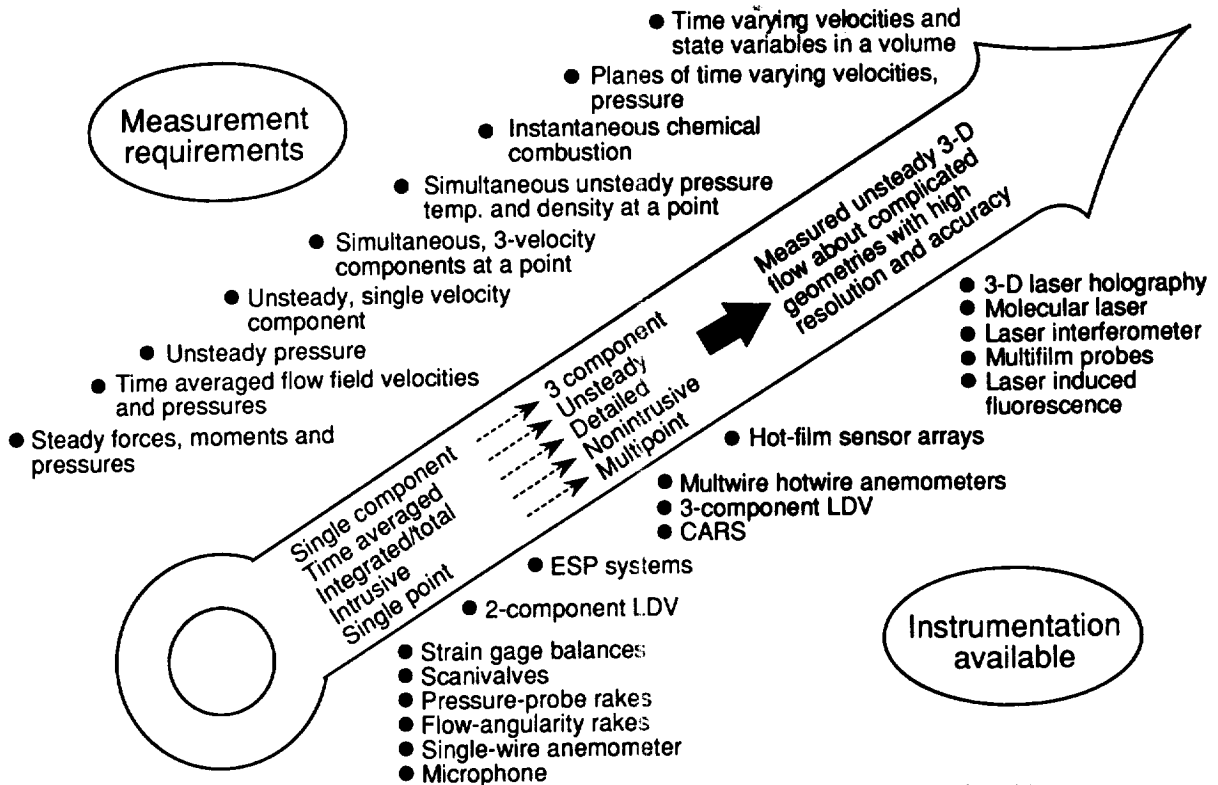 ● Time varying velocities and
state variables in a volume
● Planes of time varying velocities,
pressure
Measurement
requirements
● Instantaneous chemical
combustion
● Simultaneous unsteady pressure
temp. and density at a point
● Simultaneous, 3-velocity
components at a point
● Unsteady, single velocity
component
● Unsteady pressure
● Time averaged flow field velocities
and pressures
● Steady forces, moments and
pressures
Single component
Time averaged
Integrated/total
Intrusive
Single point
3 component
Unsteady
Detailed
Nonintrusive
Multipoint
Measured unsteady 3-D
flow about complicated
geometries with high
resolution and accuracy
● 3-D laser holography
● Molecular laser
● Laser interferometer
● Multifilm probes
● Laser induced
fluorescence
● Hot-film sensor arrays
● Multwire hotwire anemometers
● 3-component LDV
● CARS
● ESP systems
● 2-component LDV
● Strain gage balances
● Scanivalves
● Pressure-probe rakes
● Flow-angularity rakes
● Single-wire anemometer
● Microphone
Instrumentation
available